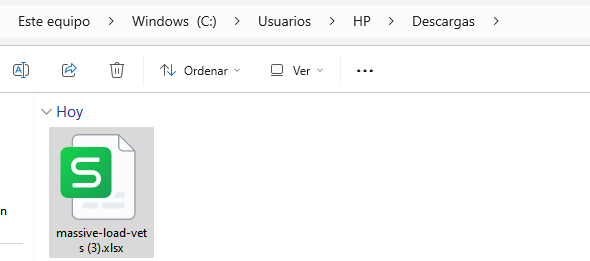 Este equipo > Windows (C:) > Usuarios > HP > Descargas >
Ordenar Ver ...
Hoy
S
massive-load-vet
s (3).xlsx
n